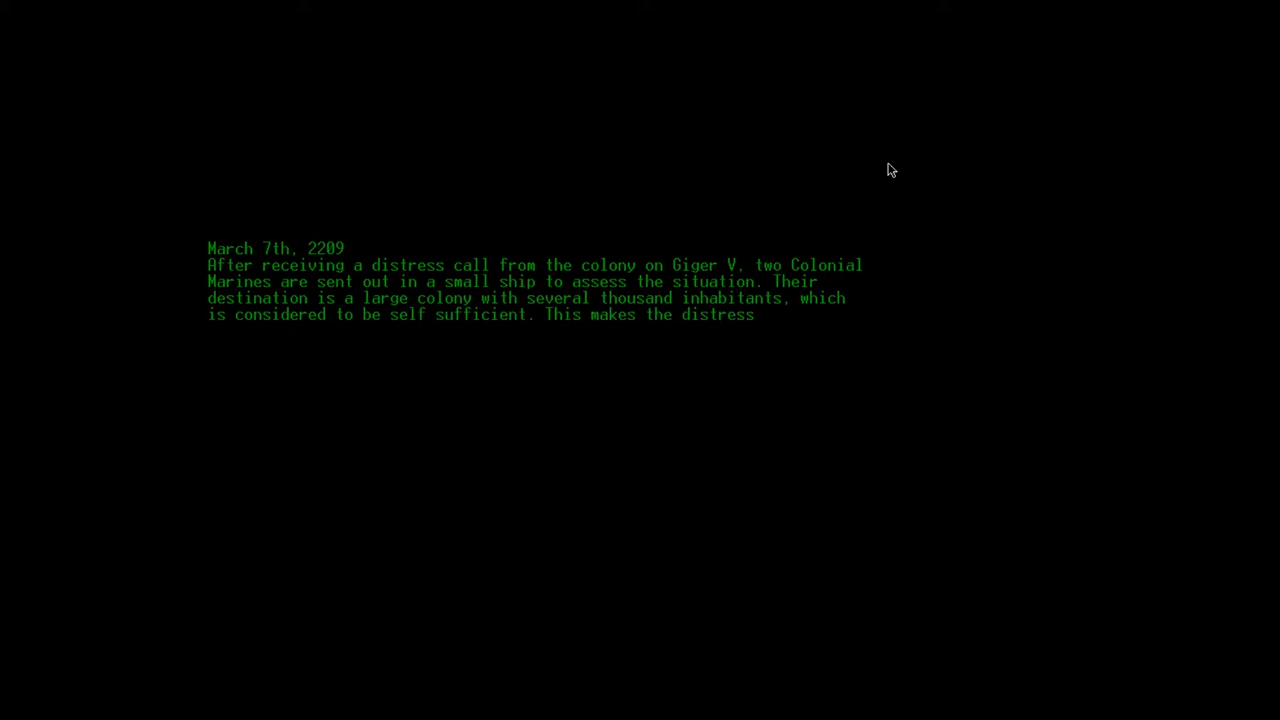 March 7th, 2209
After receiving a distress call from the colony on Giger V, two Colonial
Marines are sent out in a small ship to assess the situation. Their
destination is a large colony with several thousand inhabitants, which
is considered to be self sufficient. This makes the distress